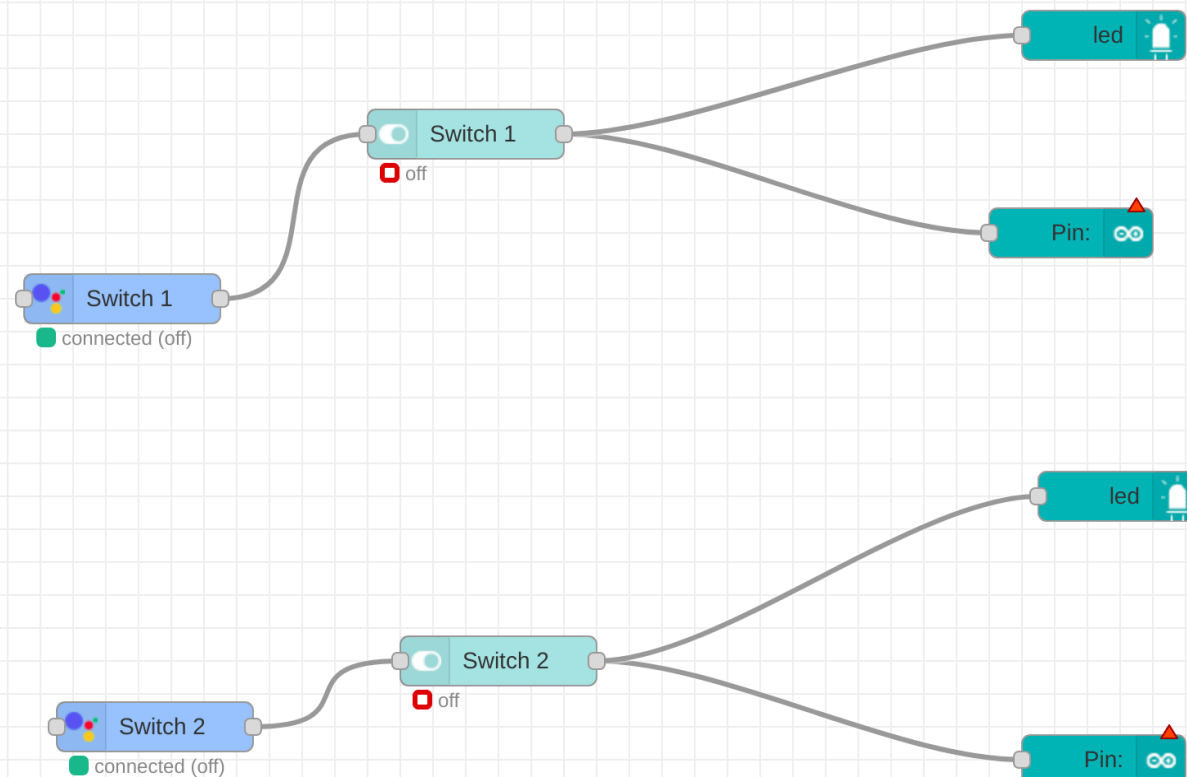 led
Switch 1
off
Pin:
Switch 1
connected (off)
led
Switch 2
off
Switch 2
connected (off)
Pin: